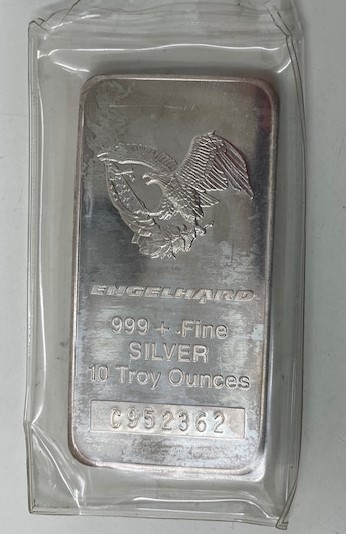 ENGELHARD
999 + Fine
SILVER
10 Troy Ounces
C952362